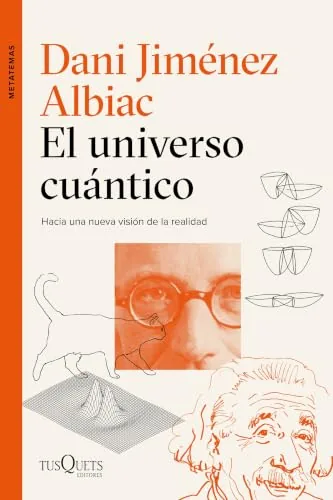 METATEMAS
Dani Jiménez
Albiac
El universo
cuántico
Hacia una nueva visión de la realidad
TUSQUETS
EDITORES